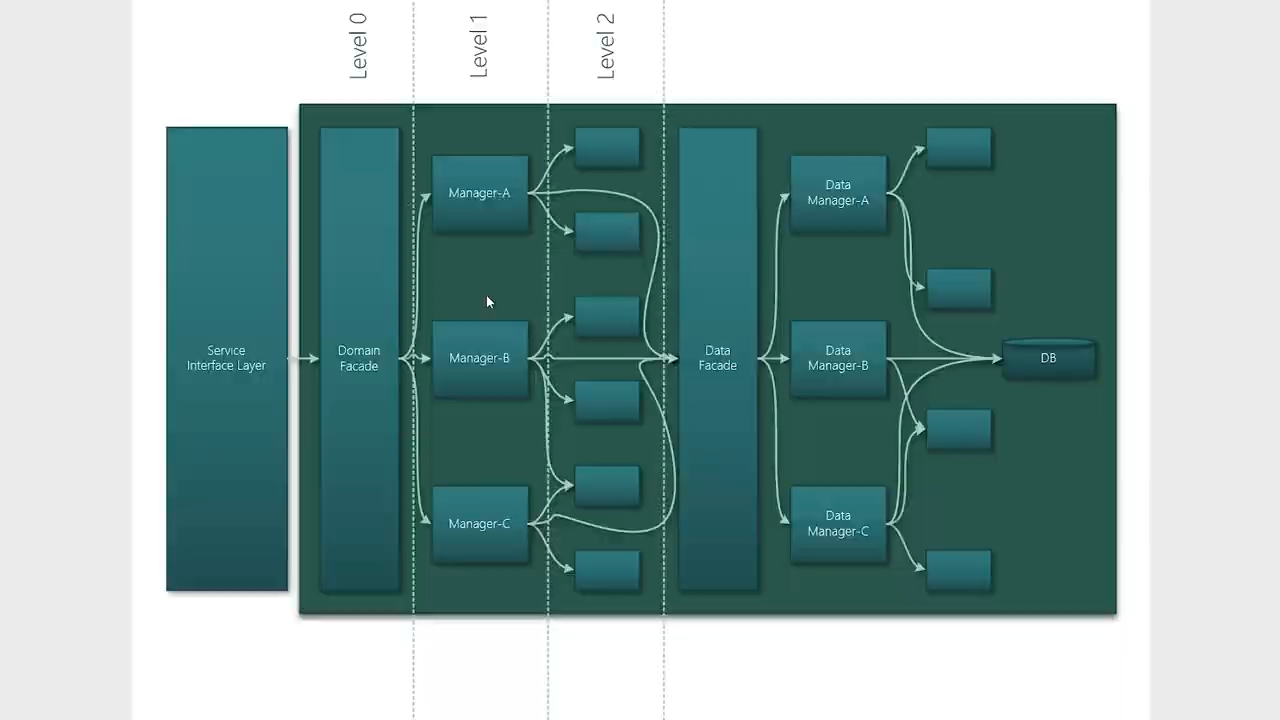 Level 0
Level 1
Level 2
Service
Interface Layer
Domain
Facade
Manager-A
Manager-B
Manager-C
Data
Facade
Data
Manager-A
Data
Manager-B
Data
Manager-C
DB